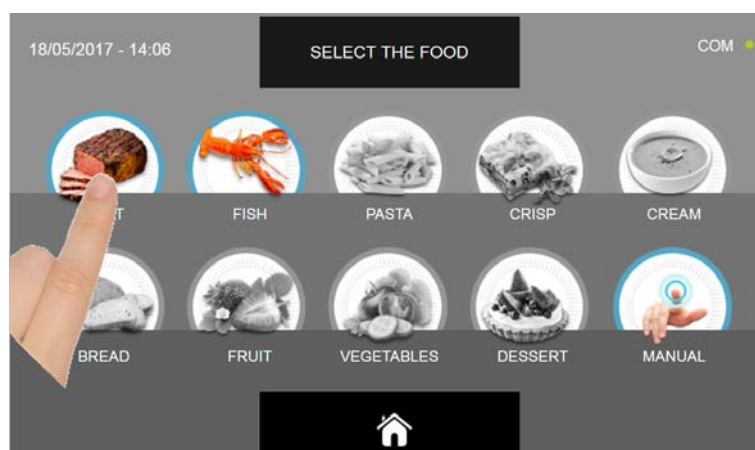 18/05/2017 - 14:06
SELECT THE FOOD
COM
FISH
PASTA
CRISP
CREAM
BREAD
FRUIT
VEGETABLES
DESSERT
MANUAL